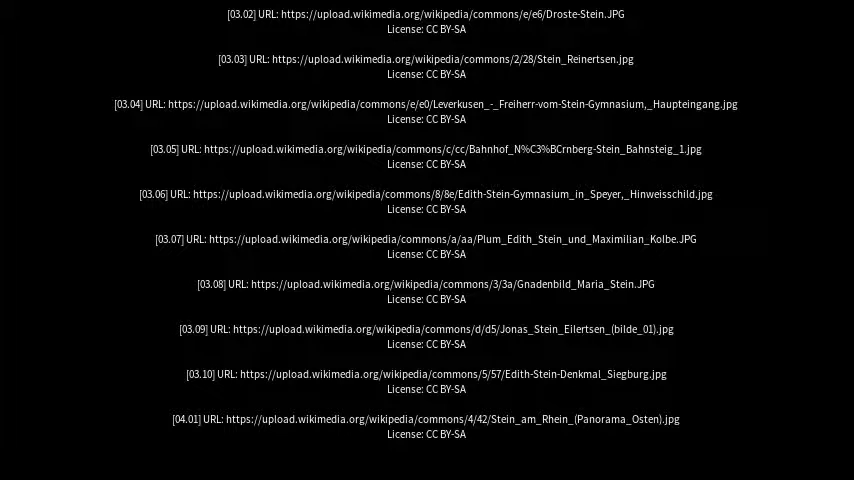 [03.02] URL: https://upload.wikimedia.org/wikipedia/commons/e/e6/Droste-Stein.JPG
License: CC BY-SA
[03.03] URL: https://upload.wikimedia.org/wikipedia/commons/2/28/Stein_Reinertsen.jpg
License: CC BY-SA
[03.04] URL: https://upload.wikimedia.org/wikipedia/commons/e/e0/Leverkusen_-_Freiherr-vom-Stein-Gymnasium,_Haupteingang.jpg
License: CC BY-SA
[03.05] URL: https://upload.wikimedia.org/wikipedia/commons/c/cc/Bahnhof_N%C3%BCrnberg-Stein_Bahnsteig_1.jpg
License: CC BY-SA
[03.06] URL: https://upload.wikimedia.org/wikipedia/commons/8/8e/Edith-Stein-Gymnasium_in_Speyer,_Hinweisschild.jpg
License: CC BY-SA
[03.07] URL: https://upload.wikimedia.org/wikipedia/commons/a/aa/Plum_Edith_Stein_und_Maximilian_Kolbe.JPG
License: CC BY-SA
[03.08] URL: https://upload.wikimedia.org/wikipedia/commons/3/3a/Gnadenbild_Maria_Stein.JPG
License: CC BY-SA
[03.09] URL: https://upload.wikimedia.org/wikipedia/commons/d/d5/Jonas_Stein_Eilertsen_(bilde_01).jpg
License: CC BY-SA
[03.10] URL: https://upload.wikimedia.org/wikipedia/commons/5/57/Edith-Stein-Denkmal_Siegburg.jpg
License: CC BY-SA
[04.01] URL: https://upload.wikimedia.org/wikipedia/commons/4/42/Stein_am_Rhein_(Panorama_Osten).jpg
License: CC BY-SA